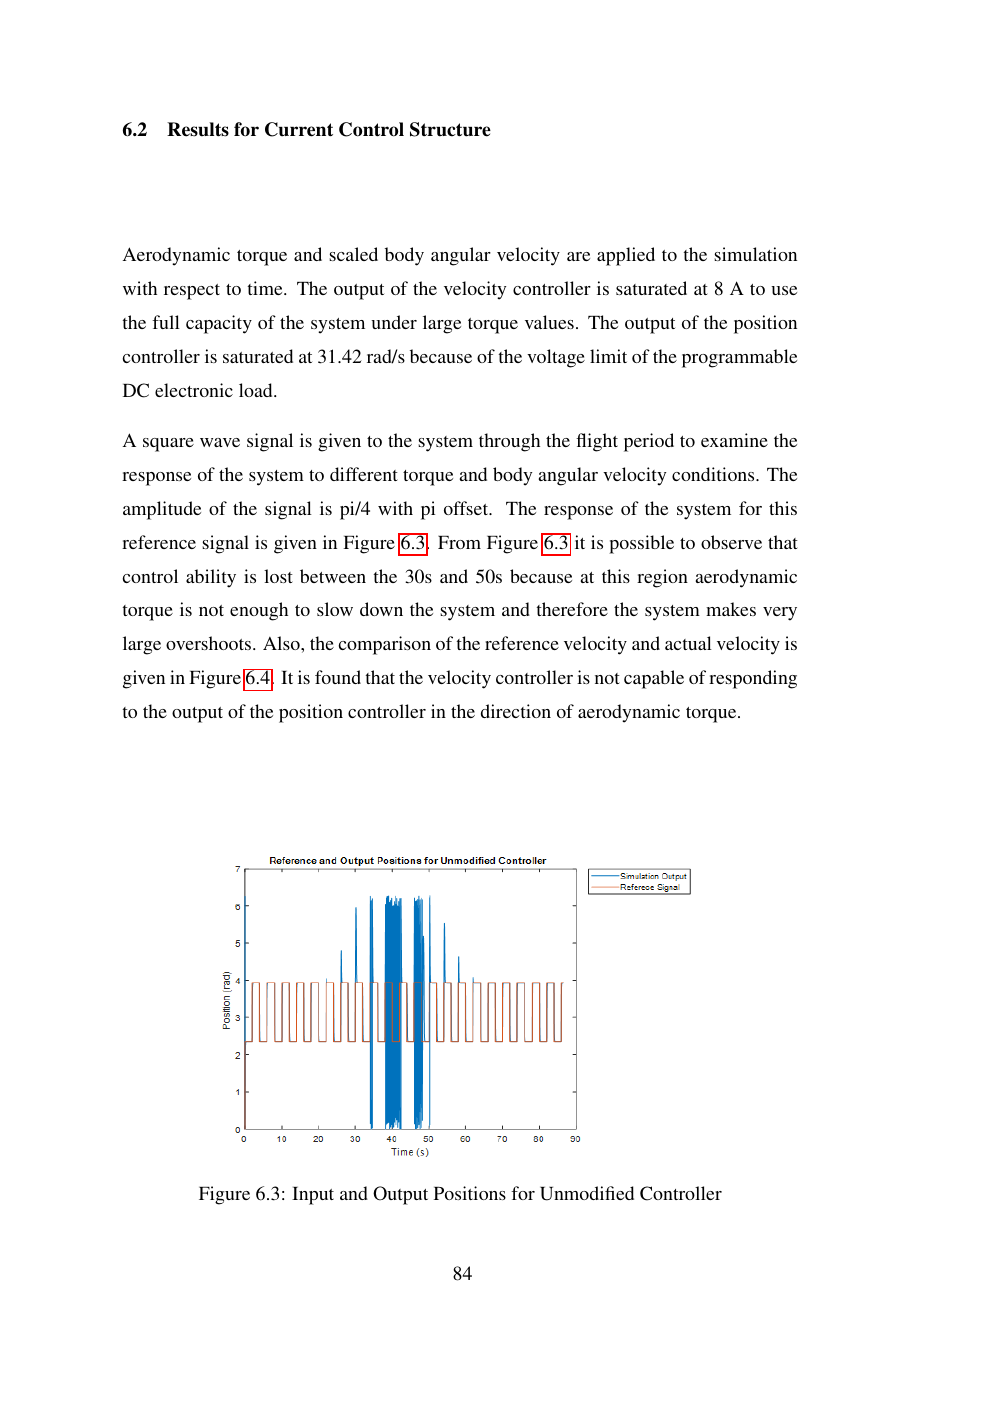 6.2 Results for Current Control Structure
Aerodynamic torque and scaled body angular velocity are applied to the simulation
with respect to time. The output of the velocity controller is saturated at 8 A to use
the full capacity of the system under large torque values. The output of the position
controller is saturated at 31.42 rad/s because of the voltage limit of the programmable
DC electronic load.
A square wave signal is given to the system through the flight period to examine the
response of the system to different torque and body angular velocity conditions. The
amplitude of the signal is pi/4 with pi offset. The response of the system for this
reference signal is given in Figure 6.3. From Figure 6.3 it is possible to observe that
control ability is lost between the 30s and 50s because at this region aerodynamic
torque is not enough to slow down the system and therefore the system makes very
large overshoots. Also, the comparison of the reference velocity and actual velocity is
given in Figure 6.4. It is found that the velocity controller is not capable of responding
to the output of the position controller in the direction of aerodynamic torque.
Reference and Output Positions for Unmodified Controller
Simulation Output
Referece Signal
Position (rad)
7
6
5
4
3
2
1
0
0 10 20 30 40 50 60 70 80 90
Time (s)
Figure 6.3: Input and Output Positions for Unmodified Controller
84